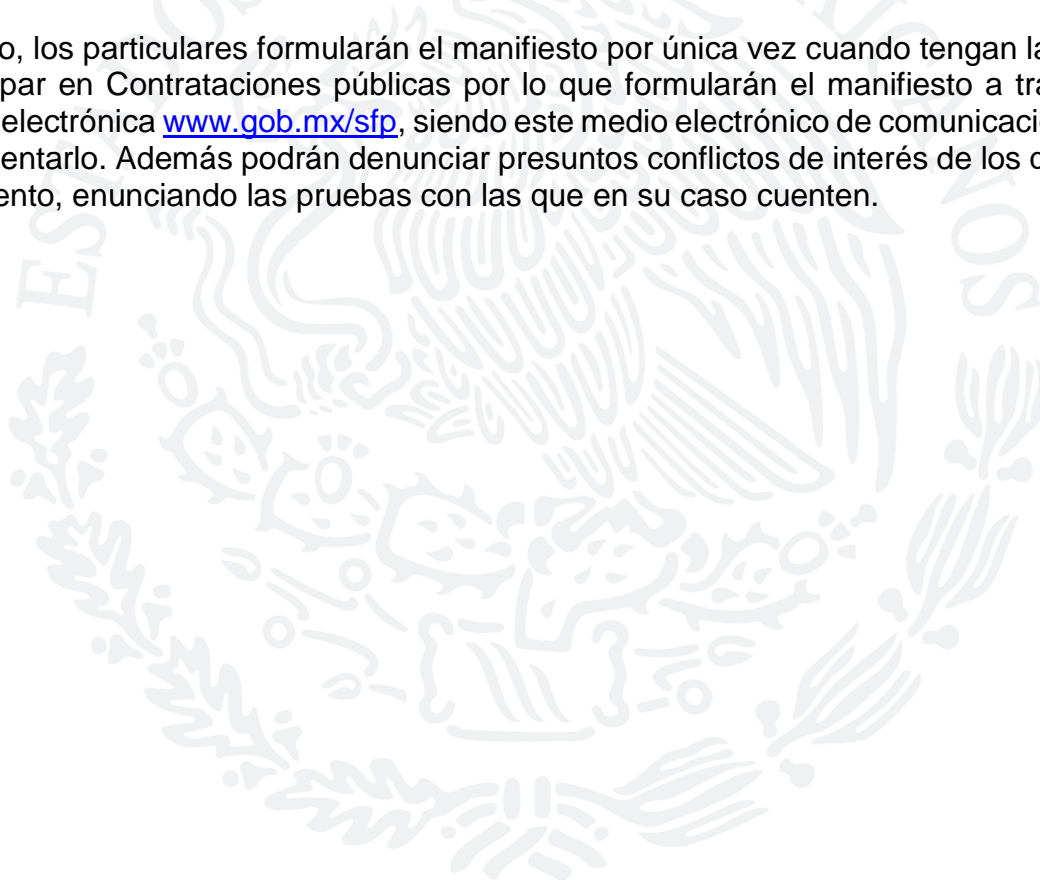 o, los particulares formularán el manifiesto por única vez cuando tengan la
par en Contrataciones públicas por lo que formularán el manifiesto a tra
electrónica www.gob.mx/sfp, siendo este medio electrónico de comunicaci
entarlo. Además podrán denunciar presuntos conflictos de interés de los
ento, enunciando las pruebas con las que en su caso cuenten.